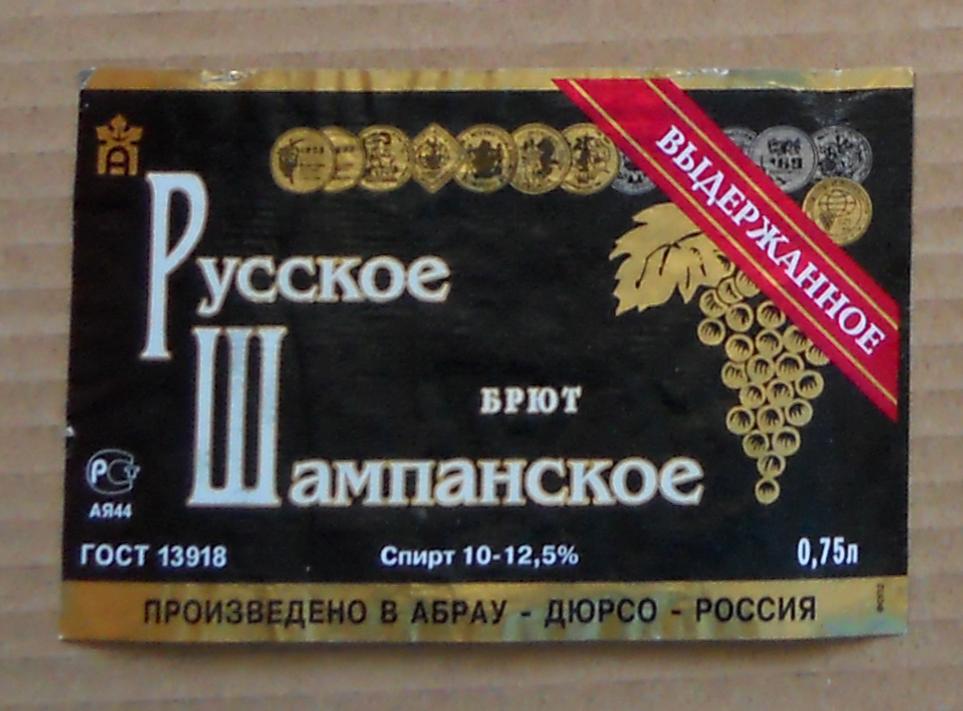 ВЫДЕРЖАННОЕ
Русское
Шампанское
БРЮТ
АЯ44
ГОСТ 13918
Спирт 10-12,5%
0,75л
ПРОИЗВЕДЕНО В АБРАУ - ДЮРСО - РОССИЯ